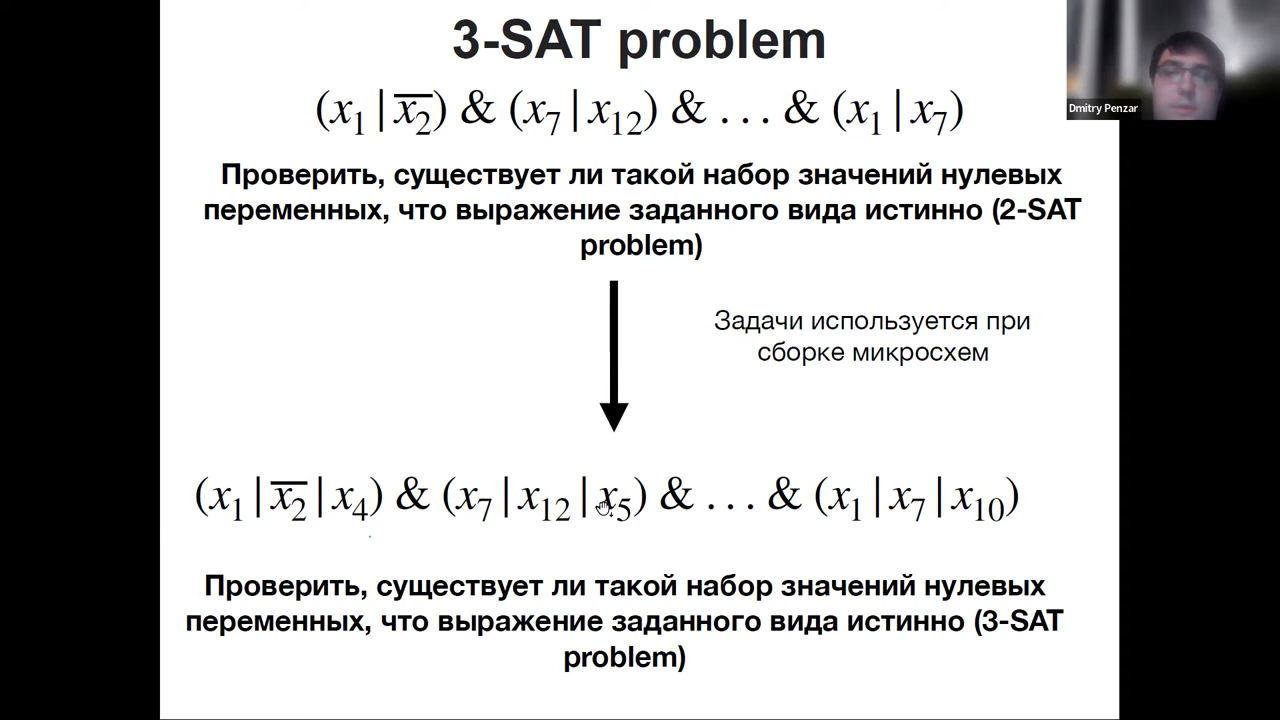 3-SAT problem
(x₁ | x̅₂) & (x₇ | x₁₂) & … & (x₁ | x₇)
Dmitry Penzar
Проверить, существует ли такой набор значений нулевых
переменных, что выражение заданного вида истинно (2-SAT
problem)
Задачи используется при
сборке микросхем
(x₁ | x̅₂ | x₄) & (x₇ | x₁₂ | x₅) & … & (x₁ | x₇ | x₁₀)
Проверить, существует ли такой набор значений нулевых
переменных, что выражение заданного вида истинно (3-SAT
problem)